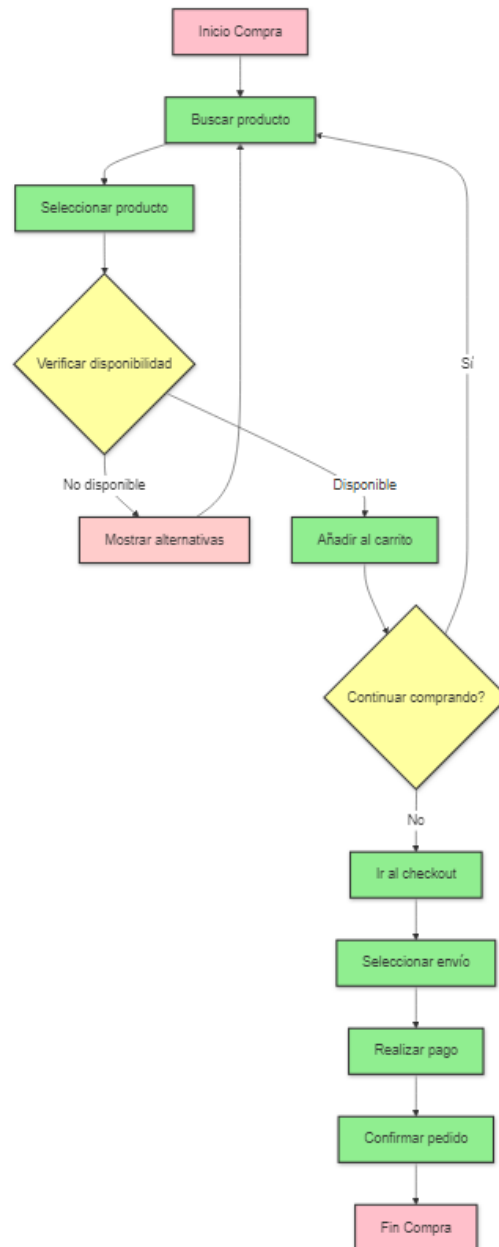 Inicio Compra
Buscar producto
Seleccionar producto
Verificar disponibilidad
Sí
No disponible
Disponible
Mostrar alternativas
Añadir al carrito
Continuar comprando?
No
Ir al checkout
Seleccionar envío
Realizar pago
Confirmar pedido
Fin Compra